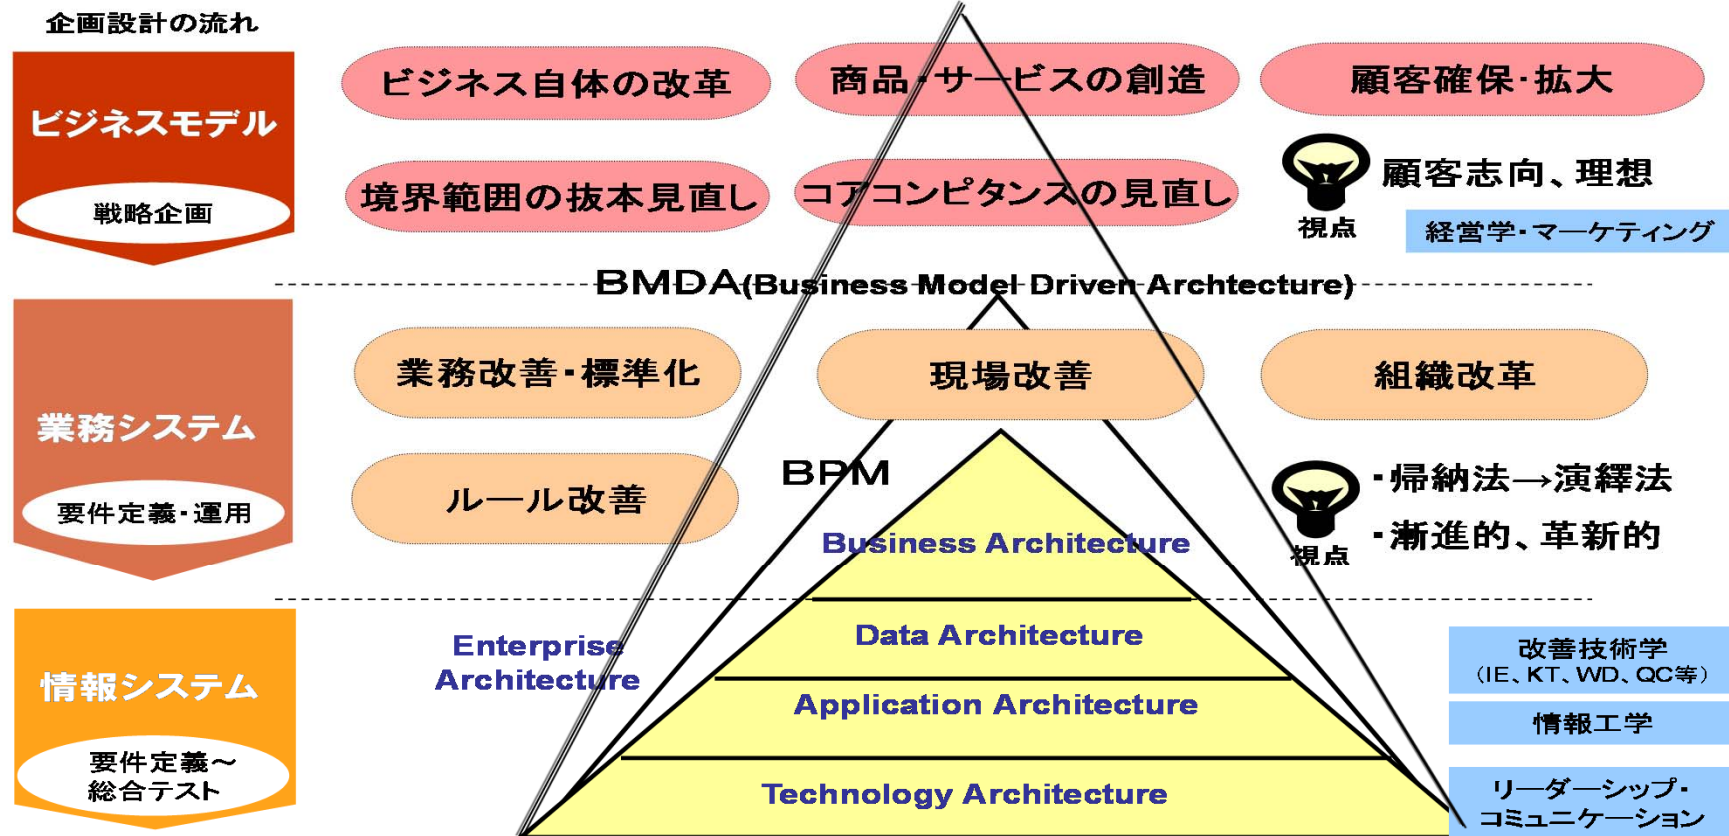 企画設計の流れ
ビジネスモデル
戦略企画
ビジネス自体の改革
商品・サービスの創造
顧客確保・拡大
境界範囲の抜本見直し
コアコンピタンスの見直し
視点
顧客志向、理想
経営学・マーケティング
BMDA(Business Model Driven Archtecture)
業務システム
要件定義・運用
業務改善・標準化
現場改善
組織改革
ルール改善
BPM
視点
・帰納法→演繹法
・漸進的、革新的
Business Architecture
情報システム
要件定義～
総合テスト
Enterprise
Architecture
Data Architecture
Application Architecture
Technology Architecture
改善技術学
（IE、KT、WD、QC等）
情報工学
リーダーシップ・
コミュニケーション